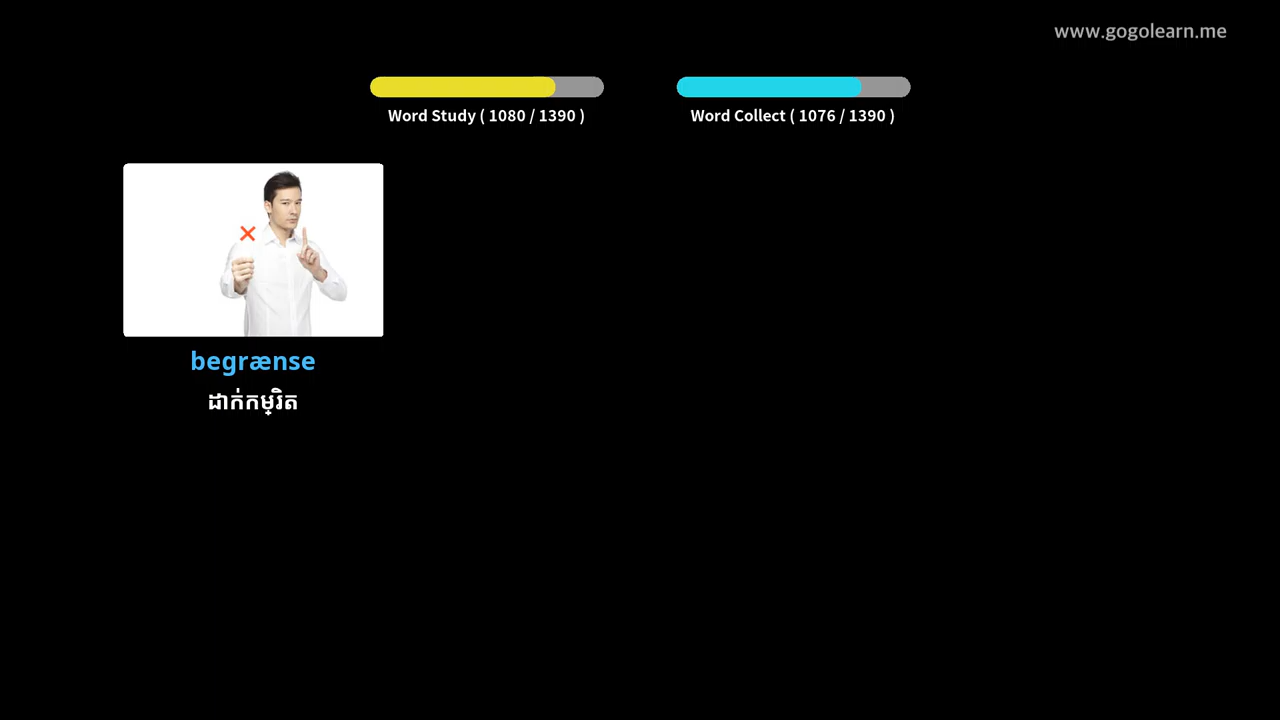 www.gogolearn.me
Word Study ( 1080 / 1390 )
Word Collect ( 1076 / 1390 )
begrænse
ដាក់កម្រិត